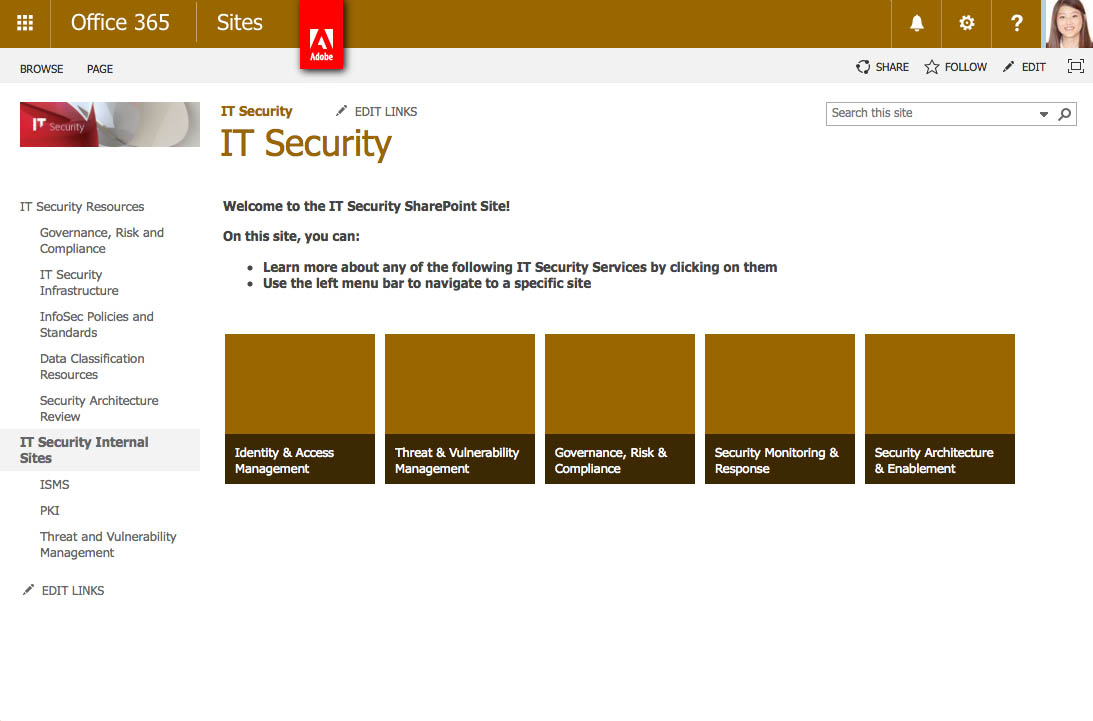 Office 365
Sites
Adobe
BROWSE
PAGE
SHARE
FOLLOW
EDIT
IT Security
IT Security
EDIT LINKS
Search this site
IT Security
IT Security Resources
Governance, Risk and
Compliance
IT Security
Infrastructure
InfoSec Policies and
Standards
Data Classification
Resources
Security Architecture
Review
IT Security Internal
Sites
ISMS
PKI
Threat and Vulnerability
Management
EDIT LINKS
Welcome to the IT Security SharePoint Site!
On this site, you can:
• Learn more about any of the following IT Security Services by clicking on them
• Use the left menu bar to navigate to a specific site
Identity & Access
Management
Threat & Vulnerability
Management
Governance, Risk &
Compliance
Security Monitoring &
Response
Security Architecture
& Enablement